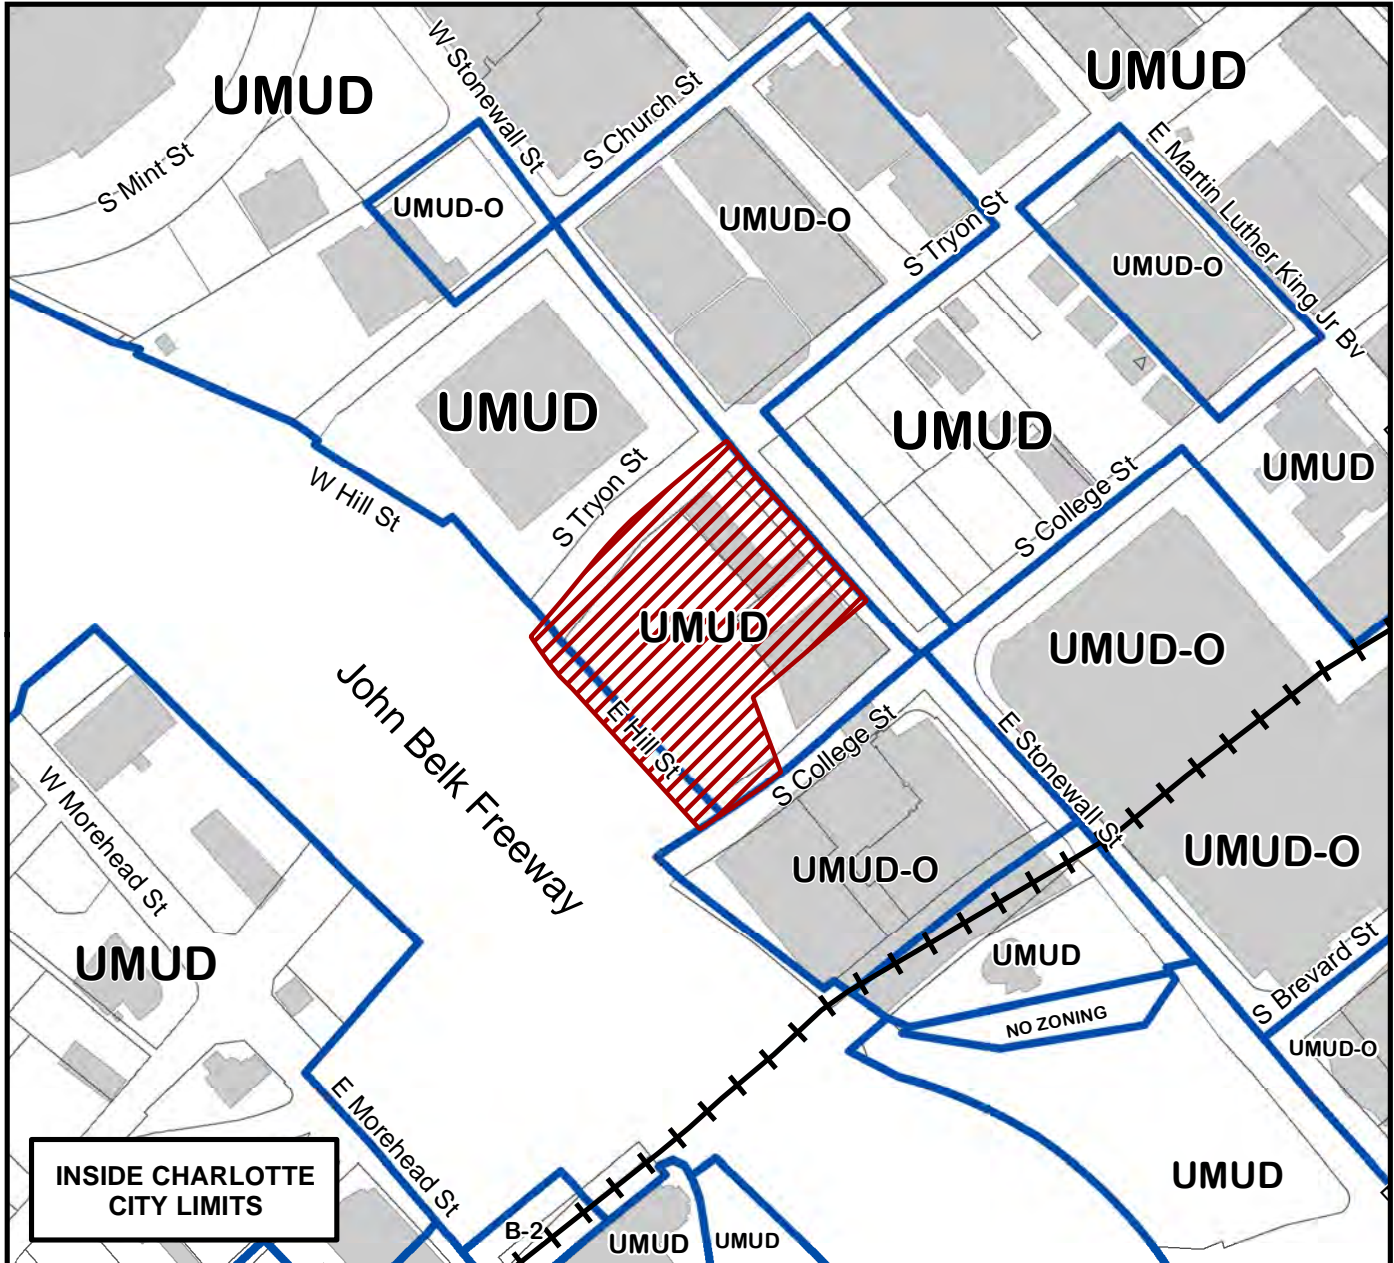 UMUD
W Stonewall St
S Church St
UMUD
S Mint St
UMUD-O
UMUD-O
S Tryon St
E Martin Luther King Jr Bv
UMUD-O
UMUD
UMUD
UMUD
W Hill St
S Tryon St
S College St
UMUD
UMUD-O
John Belk Freeway
E Hill St
S College St
E Stonewall St
W Morehead St
UMUD-O
UMUD-O
UMUD
UMUD
S Brevard St
NO ZONING
UMUD-O
E Morehead St
INSIDE CHARLOTTE
CITY LIMITS
UMUD
B-2
UMUD
UMUD